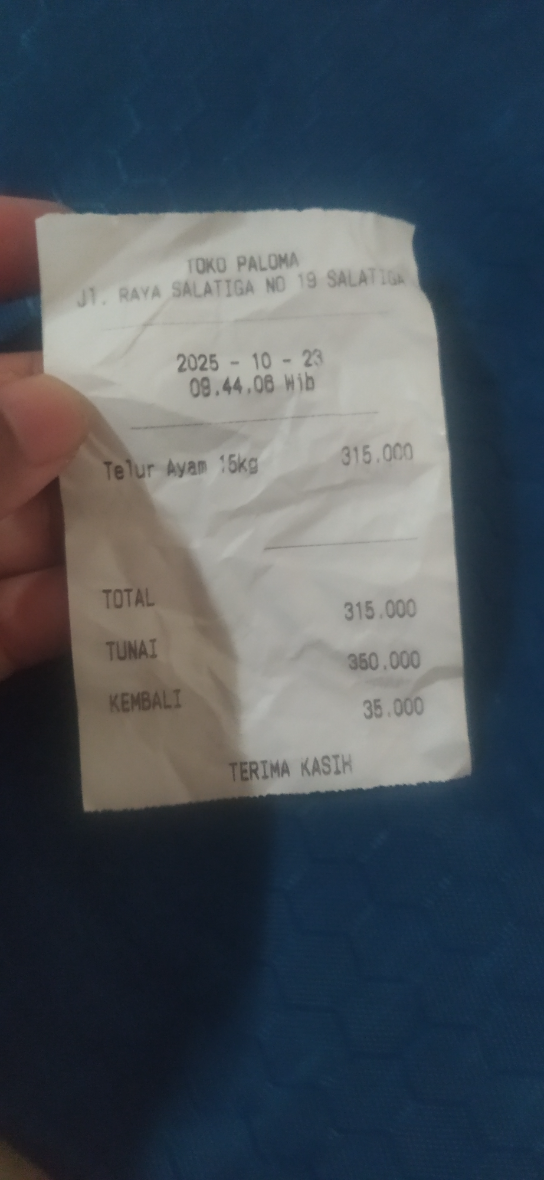 TOKO PALOMA
Jl. RAYA SALATIGA NO 19 SALATIGA
2025 - 10 - 23
09.44.06 Wib
Telur Ayam 15kg 315.000
TOTAL 315.000
TUNAI 350.000
KEMBALI 35.000
TERIMA KASIH